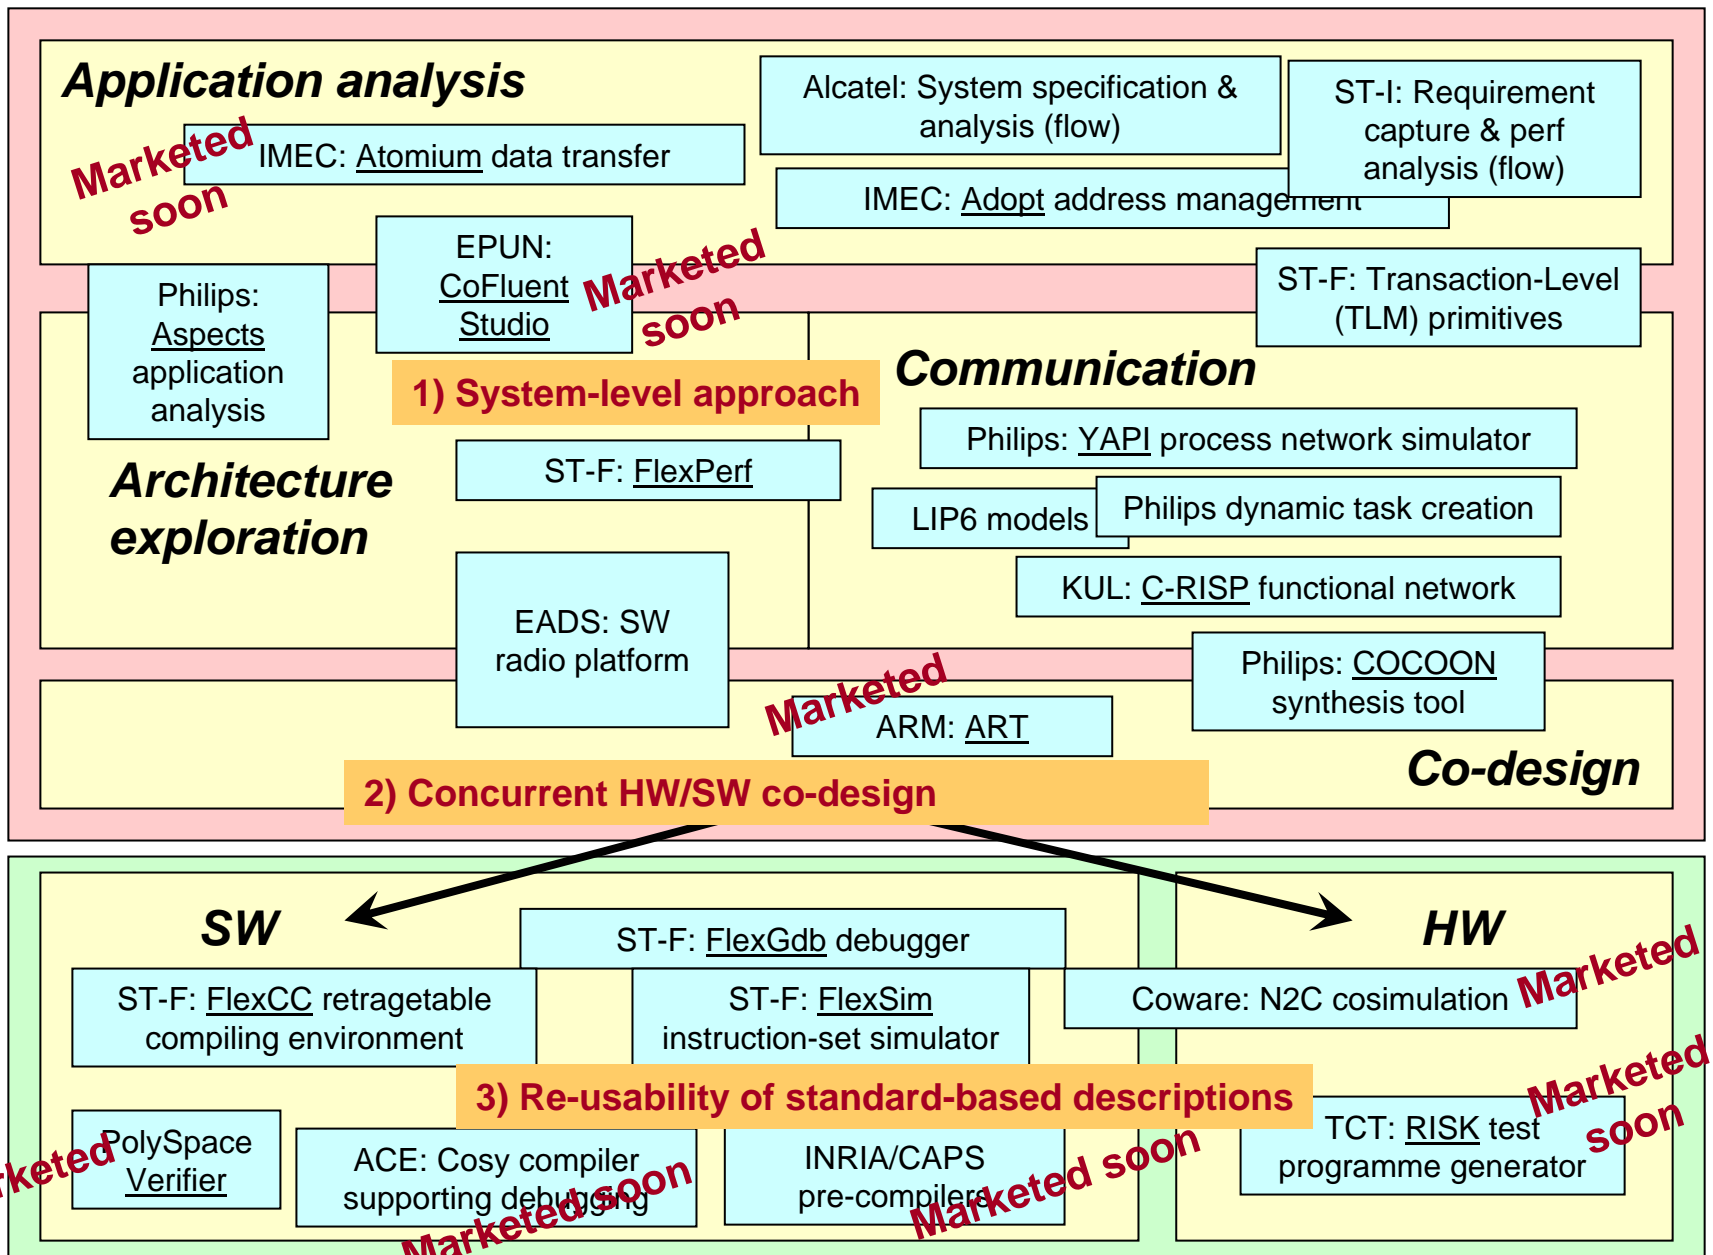 Application analysis
Alcatel: System specification &
analysis (flow)
ST-I: Requirement
capture & perf
analysis (flow)
Marketed
soon
IMEC: Atomium data transfer
IMEC: Adopt address management
EPUN:
CoFluent
Studio
Marketed
soon
Philips:
Aspects
application
analysis
ST-F: Transaction-Level
(TLM) primitives
1) System-level approach
Communication
Philips: YAPI process network simulator
ST-F: FlexPerf
Architecture
exploration
LIP6 models
Philips dynamic task creation
KUL: C-RISP functional network
EADS: SW
radio platform
Philips: COCOON
synthesis tool
Marketed
ARM: ART
Co-design
2) Concurrent HW/SW co-design
SW
HW
ST-F: FlexGdb debugger
ST-F: FlexCC retragetable
compiling environment
ST-F: FlexSim
instruction-set simulator
Coware: N2C cosimulation
Marketed
3) Re-usability of standard-based descriptions
Marketed
soon
PolySpace
Verifier
rketed
ACE: Cosy compiler
supporting debugging
Marketed soon
INRIA/CAPS
pre-compilers
Marketed soon
TCT: RISK test
programme generator